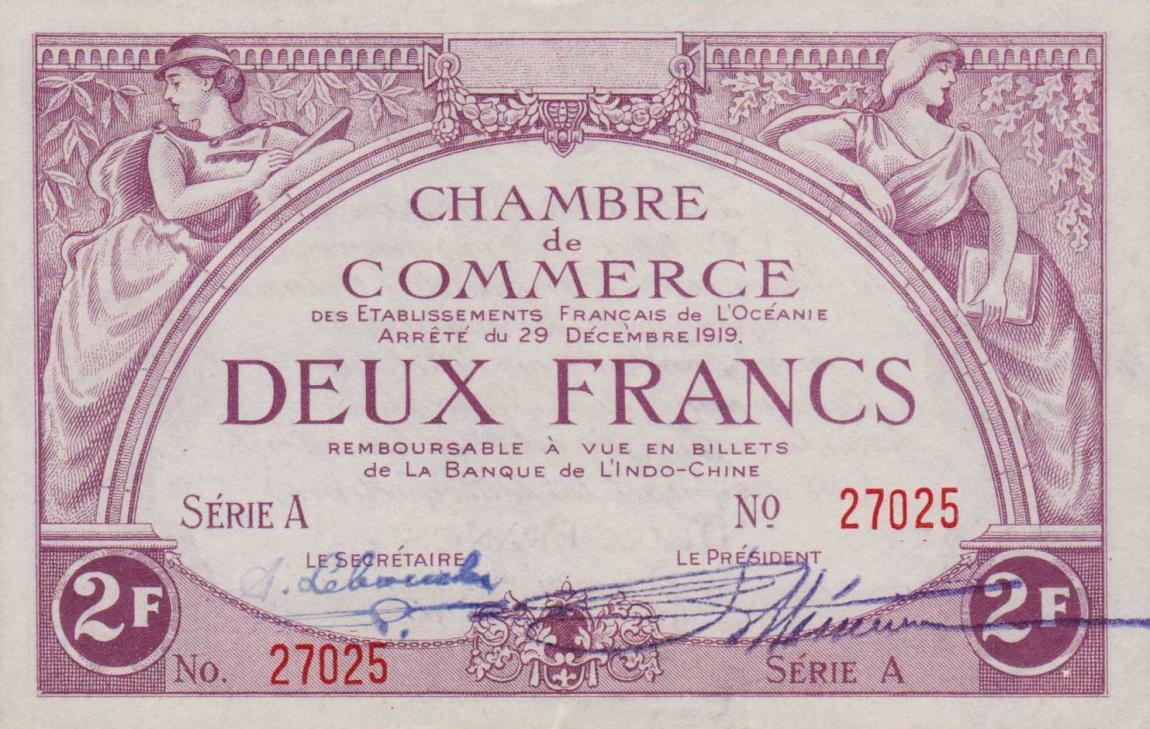 CHAMBRE
de
COMMERCE
DES ETABLISSEMENTS FRANCAIS de L'OCÉANIE
ARRÊTÉ du 29 DÉCEMBRE 1919.
DEUX FRANCS
REMBOURSABLE À VUE EN BILLETS
de LA BANQUE de L'INDO-CHINE
SÉRIE A No 27025
LE SECRÉTAIRE LE PRÉSIDENT
2F 2F
No. 27025 SÉRIE A